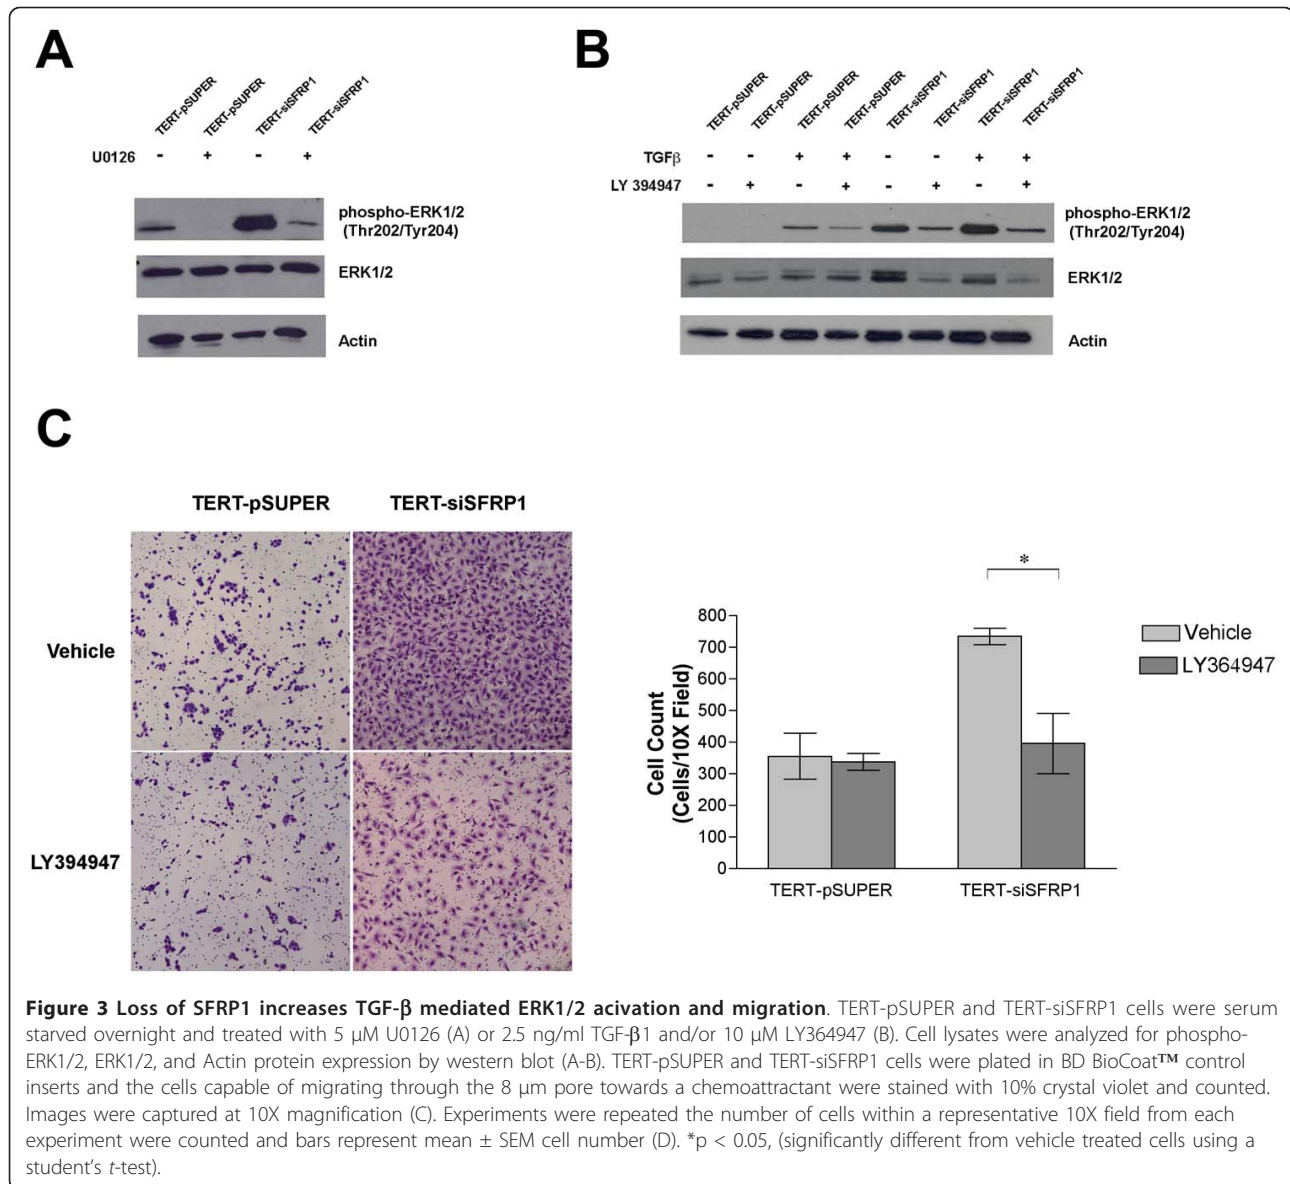 A
TERT-pSUPER TERT-pSUPER TERT-siSFRP1 TERT-siSFRP1
U0126 - + - +
phospho-ERK1/2
(Thr202/Tyr204)
ERK1/2
Actin
B
TERT-pSUPER TERT-pSUPER TERT-pSUPER TERT-pSUPER TERT-siSFRP1 TERT-siSFRP1 TERT-siSFRP1 TERT-siSFRP1
TGFβ - - + + - - + +
LY 394947 - + - + - + - +
phospho-ERK1/2
(Thr202/Tyr204)
ERK1/2
Actin
C
TERT-pSUPER TERT-siSFRP1
Vehicle
LY394947
*
800
700
600
500
400
300
200
100
0
Cell Count
(Cells/10X Field)
TERT-pSUPER TERT-siSFRP1
Vehicle
LY364947
Figure 3 Loss of SFRP1 increases TGF-β mediated ERK1/2 acivation and migration. TERT-pSUPER and TERT-siSFRP1 cells were serum
starved overnight and treated with 5 μM U0126 (A) or 2.5 ng/ml TGF-β1 and/or 10 μM LY364947 (B). Cell lysates were analyzed for phospho-
ERK1/2, ERK1/2, and Actin protein expression by western blot (A-B). TERT-pSUPER and TERT-siSFRP1 cells were plated in BD BioCoat™ control
inserts and the cells capable of migrating through the 8 μm pore towards a chemoattractant were stained with 10% crystal violet and counted.
Images were captured at 10X magnification (C). Experiments were repeated the number of cells within a representative 10X field from each
experiment were counted and bars represent mean ± SEM cell number (D). *p < 0.05, (significantly different from vehicle treated cells using a
student's t-test).